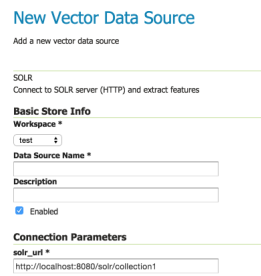 New Vector Data Source
Add a new vector data source
SOLR
Connect to SOLR server (HTTP) and extract features
Basic Store Info
Workspace *
test
Data Source Name *
Description
Enabled
Connection Parameters
solr_url *
http://localhost:8080/solr/collection1